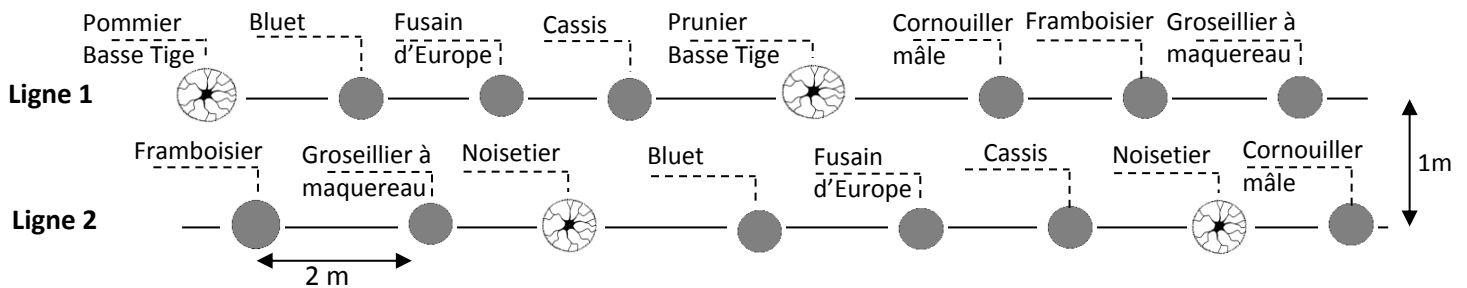 Pommier
Basse Tige
Bluet
Fusain
d'Europe
Cassis
Prunier
Basse Tige
Cornouiller
mâle
Framboisier
Groseillier à
maquereau
Ligne 1
Framboisier
Groseillier à
maquereau
Noisetier
Bluet
Fusain
d'Europe
Cassis
Noisetier
Cornouiller
mâle
1m
Ligne 2
2 m